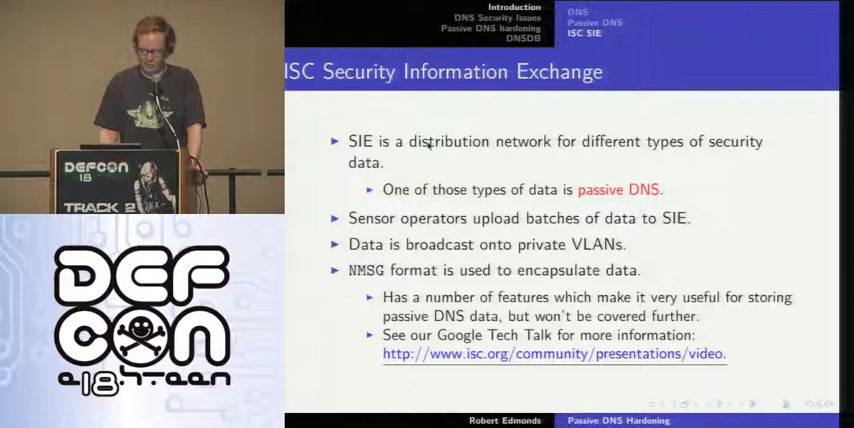 Introduction
DNS Security Issues
Passive DNS hardening
DNSDB
DNS
Passive DNS
ISC SIE
ISC Security Information Exchange
SIE is a distribution network for different types of security
data.
One of those types of data is passive DNS.
Sensor operators upload batches of data to SIE.
Data is broadcast onto private VLANs.
NMSG format is used to encapsulate data.
Has a number of features which make it very useful for storing
passive DNS data, but won't be covered further.
See our Google Tech Talk for more information:
http://www.isc.org/community/presentations/video.
Robert Edmonds
Passive DNS Hardening
DEFCON
18
TRACK 2
DEF
CON
e18hteen